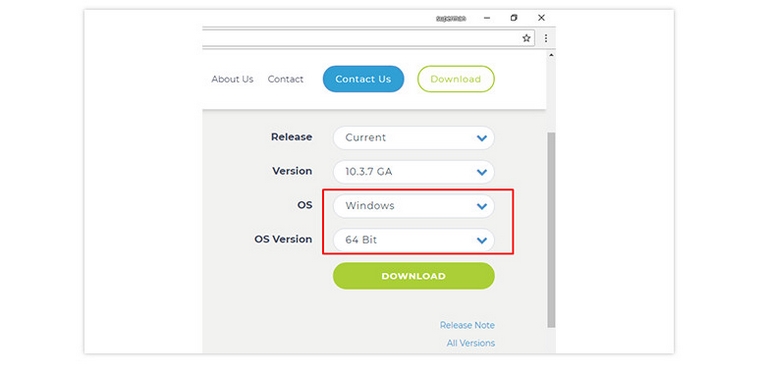 superman
About Us Contact Contact Us Download
Release Current
Version 10.3.7 GA
OS Windows
OS Version 64 Bit
DOWNLOAD
Release Note
All Versions